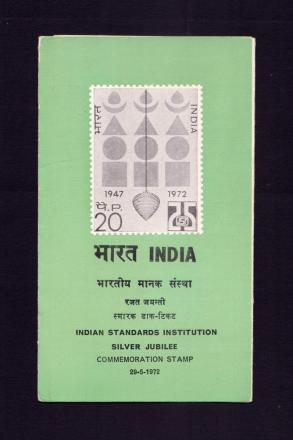 भारत
INDIA
1947 1972
पै. P.
20
ISI
भारत INDIA
भारतीय मानक संस्था
रजत जयन्ती
स्मारक डाक-टिकट
INDIAN STANDARDS INSTITUTION
SILVER JUBILEE
COMMEMORATION STAMP
29-5-1972